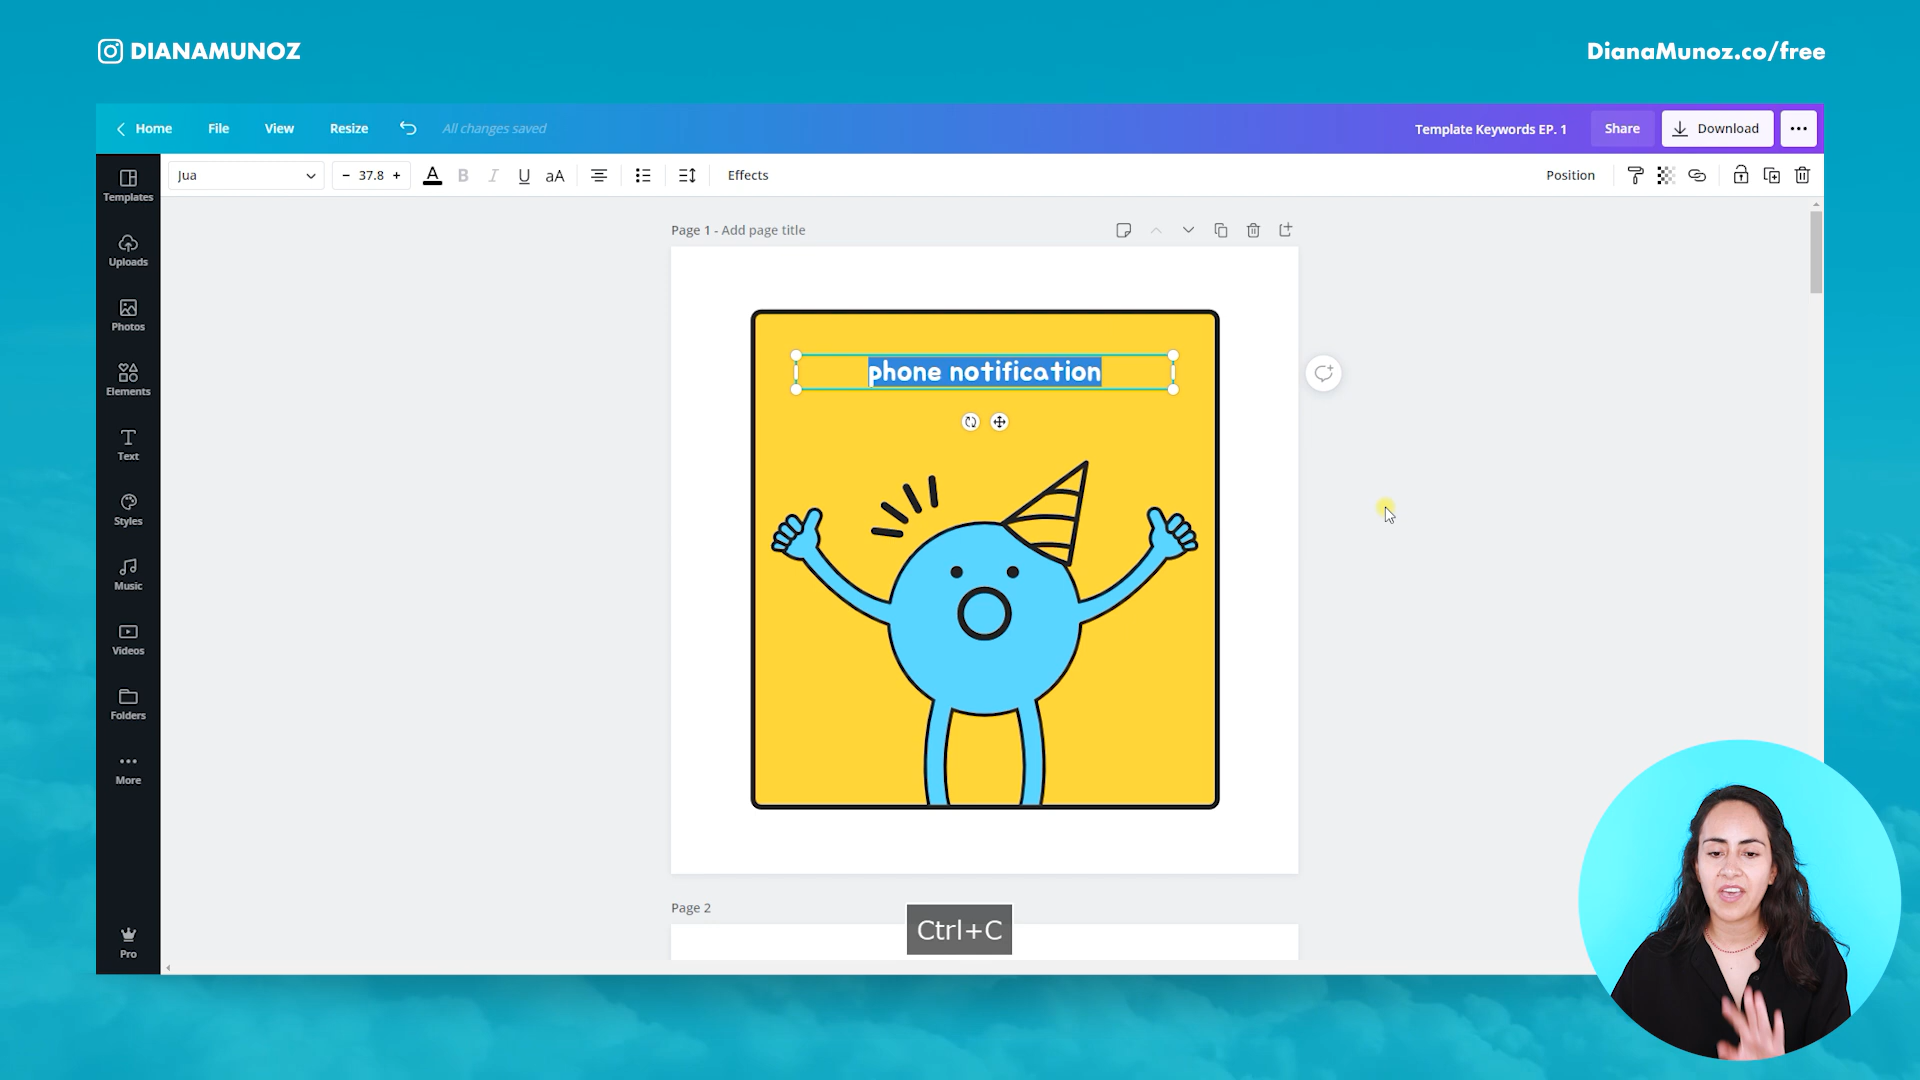 DIANAMUNOZ
DianaMunoz.co/free
Home File View Resize All changes saved Template Keywords EP. 1 Share Download
Jua - 37.8 + A B I U aA Effects Position
Templates
Uploads
Photos
Elements
Text
Styles
Music
Videos
Folders
More
Pro
Page 1 - Add page title
phone notification
Page 2
Ctrl+C